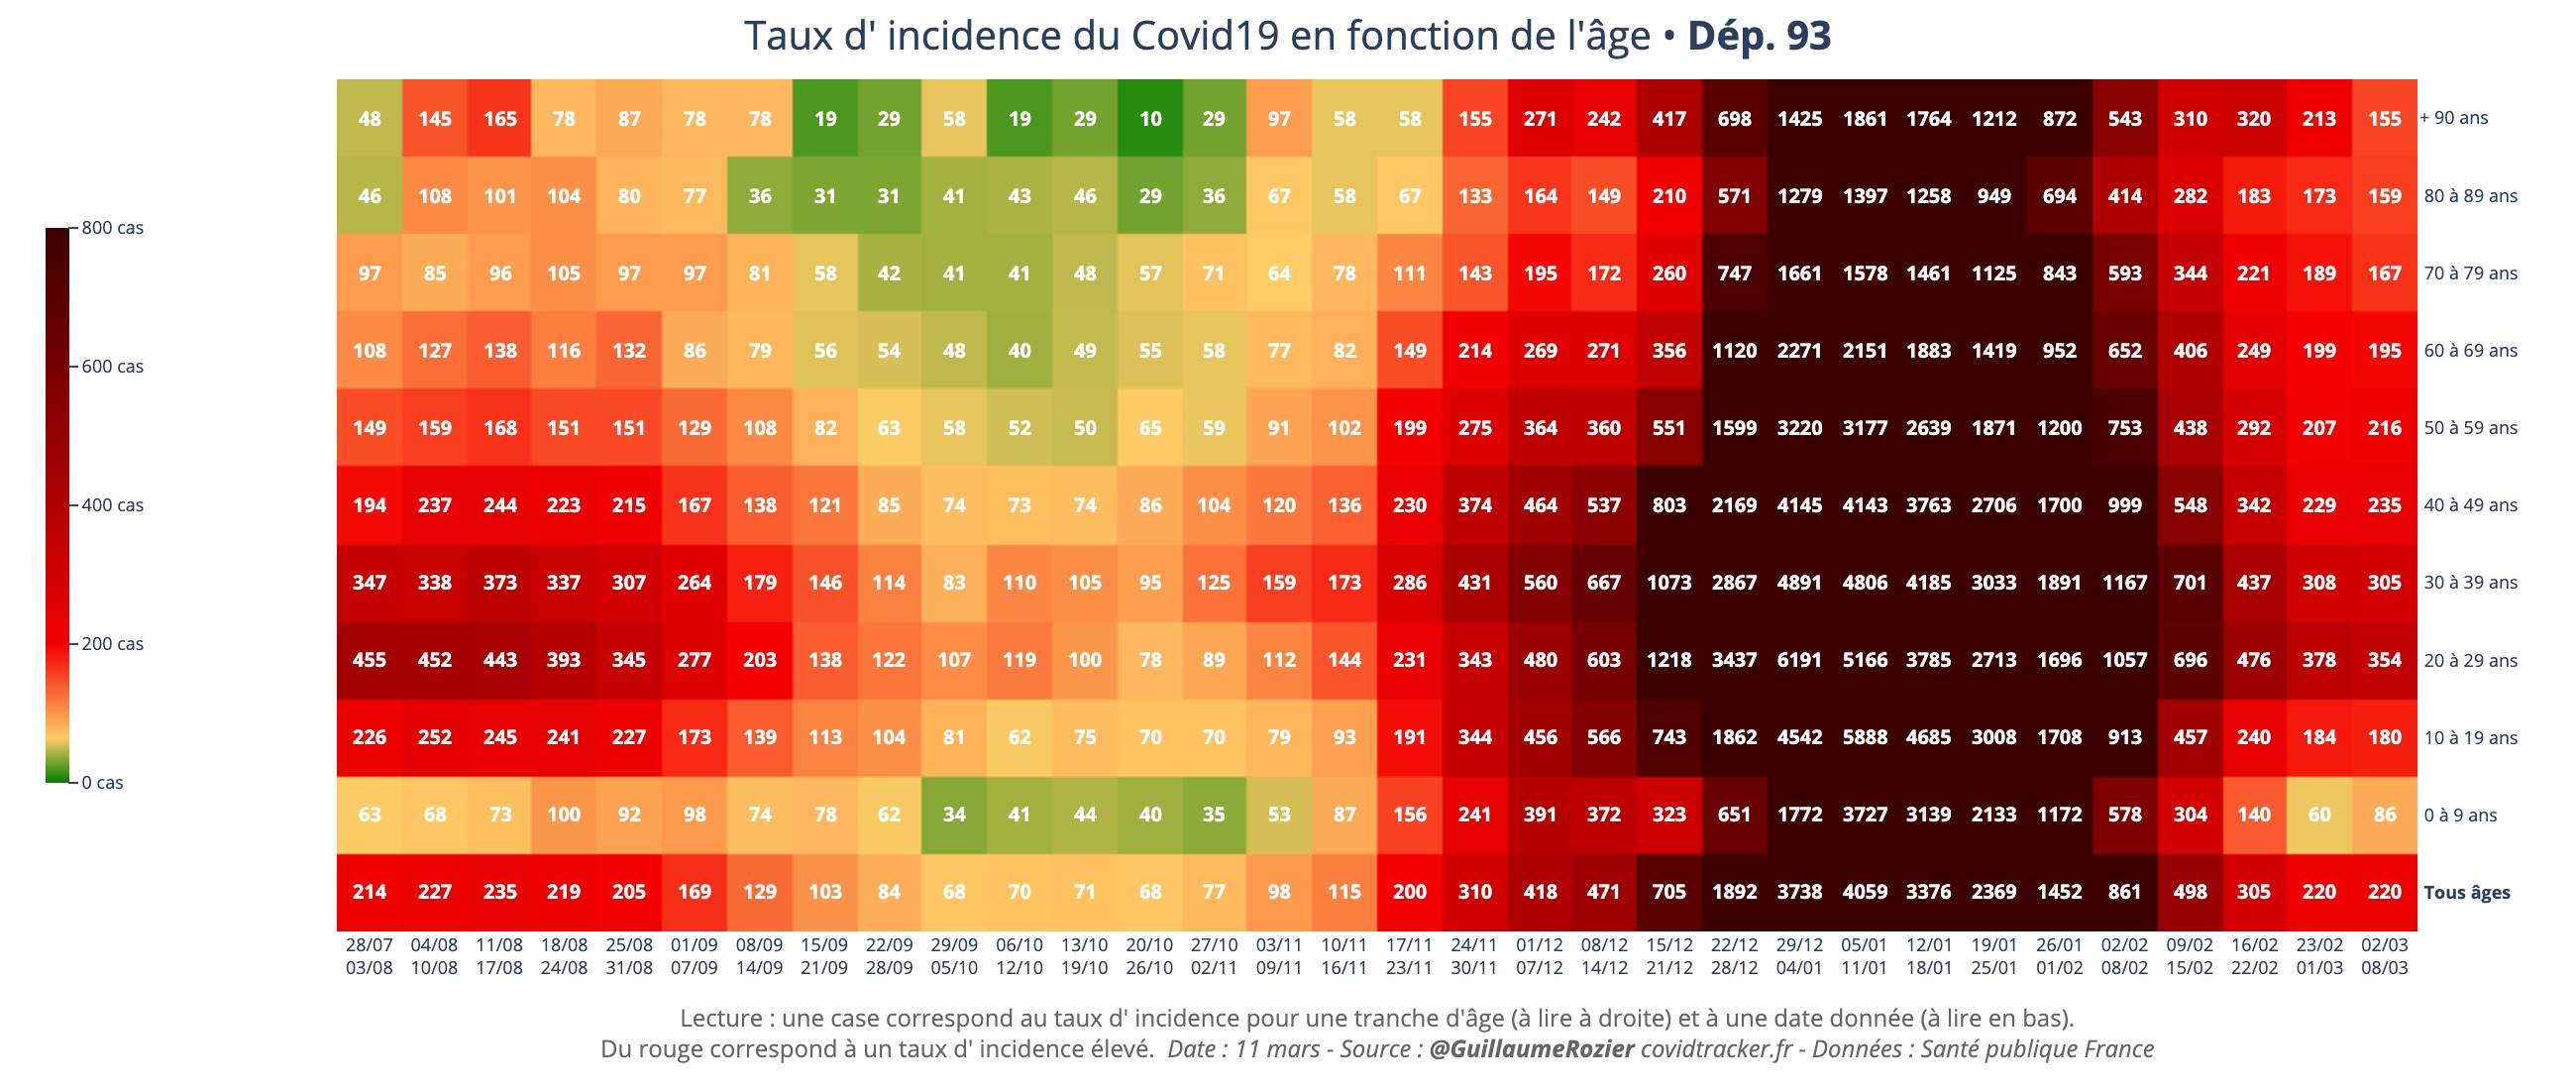 Taux d' incidence du Covid19 en fonction de l'âge • Dép. 93
800 cas
600 cas
400 cas
200 cas
0 cas
48 145 165 78 87 78 78 19 29 58 19 29 10 29 97 58 58 155 271 242 417 698 1425 1861 1764 1212 872 543 310 320 213 155 + 90 ans
46 108 101 104 80 77 36 31 31 41 43 46 29 36 67 58 67 133 164 149 210 571 1279 1397 1258 949 694 414 282 183 173 159 80 à 89 ans
97 85 96 105 97 97 81 58 42 41 41 48 57 71 64 78 111 143 195 172 260 747 1661 1578 1461 1125 843 593 344 221 189 167 70 à 79 ans
108 127 138 116 132 86 79 56 54 48 40 49 55 58 77 82 149 214 269 271 356 1120 2271 2151 1883 1419 952 652 406 249 199 195 60 à 69 ans
149 159 168 151 151 129 108 82 63 58 52 50 65 59 91 102 199 275 364 360 551 1599 3220 3177 2639 1871 1200 753 438 292 207 216 50 à 59 ans
194 237 244 223 215 167 138 121 85 74 73 74 86 104 120 136 230 374 464 537 803 2169 4145 4143 3763 2706 1700 999 548 342 229 235 40 à 49 ans
347 338 373 337 307 264 179 146 114 83 110 105 95 125 159 173 286 431 560 667 1073 2867 4891 4806 4185 3033 1891 1167 701 437 308 305 30 à 39 ans
455 452 443 393 345 277 203 138 122 107 119 100 78 89 112 144 231 343 480 603 1218 3437 6191 5166 3785 2713 1696 1057 696 476 378 354 20 à 29 ans
226 252 245 241 227 173 139 113 104 81 62 75 70 70 79 93 191 344 456 566 743 1862 4542 5888 4685 3008 1708 913 457 240 184 180 10 à 19 ans
63 68 73 100 92 98 74 78 62 34 41 44 40 35 53 87 156 241 391 372 323 651 1772 3727 3139 2133 1172 578 304 140 60 86 0 à 9 ans
214 227 235 219 205 169 129 103 84 68 70 71 68 77 98 115 200 310 418 471 705 1892 3738 4059 3376 2369 1452 861 498 305 220 220 Tous âges
28/07 04/08 11/08 18/08 25/08 01/09 08/09 15/09 22/09 29/09 06/10 13/10 20/10 27/10 03/11 10/11 17/11 24/11 01/12 08/12 15/12 22/12 29/12 05/01 12/01 19/01 26/01 02/02 09/02 16/02 23/02 02/03
03/08 10/08 17/08 24/08 31/08 07/09 14/09 21/09 28/09 05/10 12/10 19/10 26/10 02/11 09/11 16/11 23/11 30/11 07/12 14/12 21/12 28/12 04/01 11/01 18/01 25/01 01/02 08/02 15/02 22/02 01/03 08/03
Lecture : une case correspond au taux d' incidence pour une tranche d'âge (à lire à droite) et à une date donnée (à lire en bas).
Du rouge correspond à un taux d' incidence élevé. Date : 11 mars - Source : @GuillaumeRozier covidtracker.fr - Données : Santé publique France